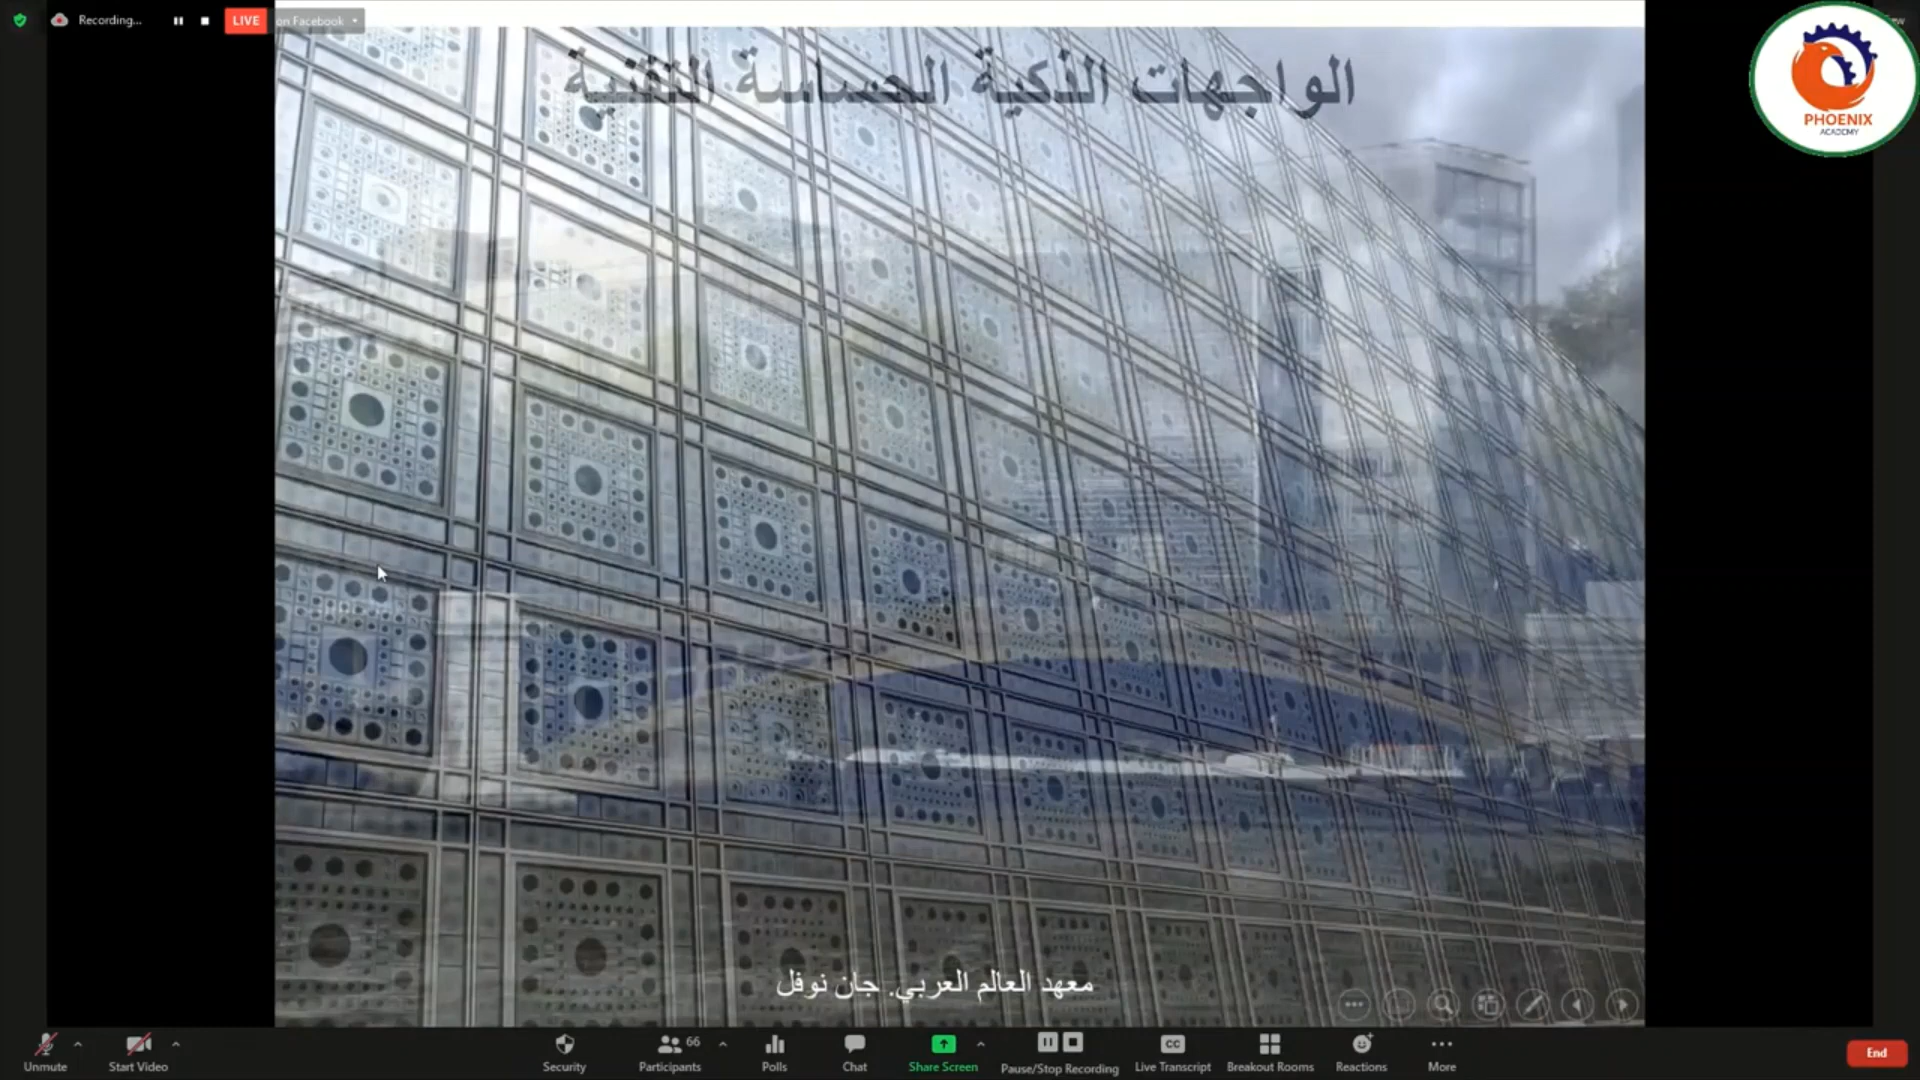 Recording...
LIVE
on Facebook
الواجهات الذكية الحساسة التقنية
PHOENIX
ACADEMY
معهد العالم العربي. جان نوفل
Unmute
Start Video
Security
66
Participants
Polls
Chat
Share Screen
Pause/Stop Recording
CC
Live Transcript
Breakout Rooms
Reactions
More
End